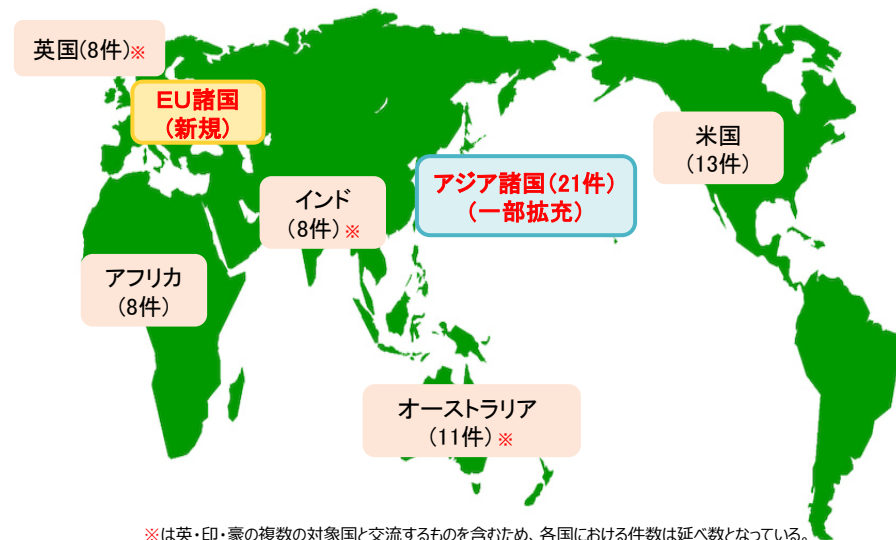 英国(8件)※
EU諸国
(新規)
米国
(13件)
アジア諸国(21件)
(一部拡充)
インド
(8件)※
アフリカ
(8件)
オーストラリア
(11件)※
※は英・印・豪の複数の対象国と交流するものを含むため、各国における件数は延べ数となっている。